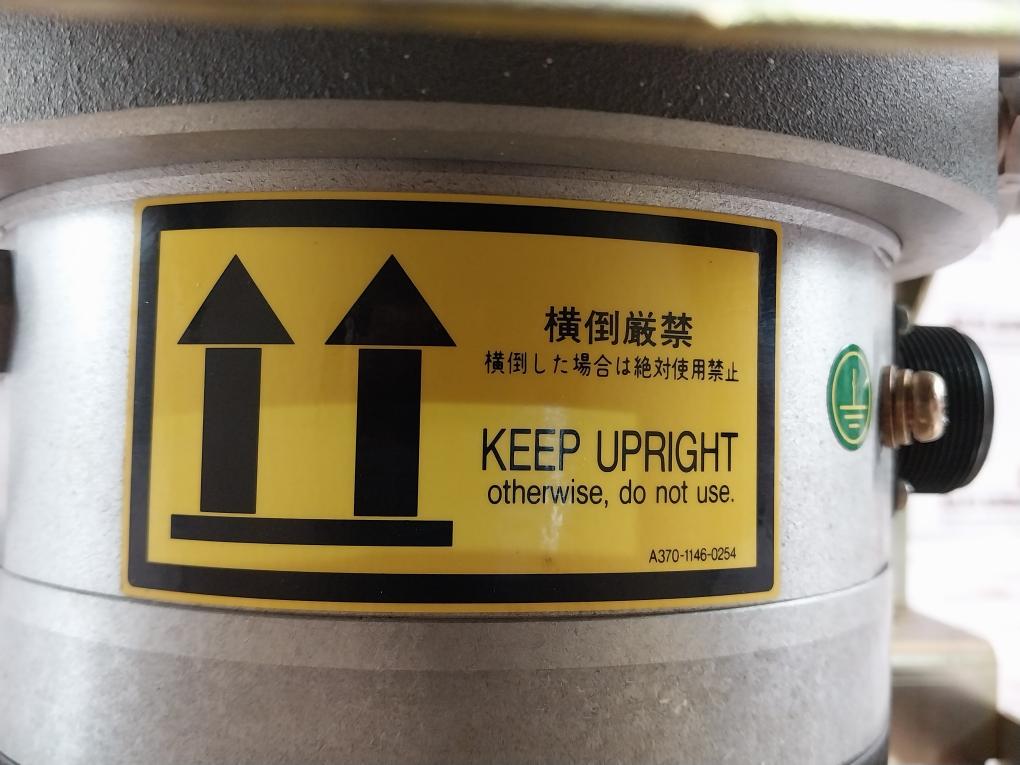 横倒厳禁
横倒した場合は絶対使用禁止
KEEP UPRIGHT
otherwise, do not use.
A370-1146-0254